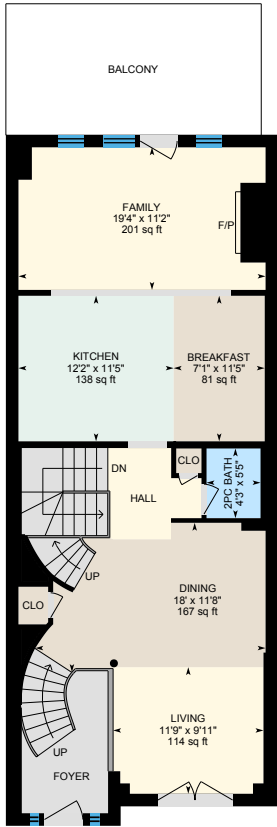 BALCONY
FAMILY
19'4" x 11'2"
201 sq ft
F/P
KITCHEN
12'2" x 11'5"
138 sq ft
BREAKFAST
7'1" x 11'5"
81 sq ft
DN
CLO
2PC BATH
4'3" x 5'5"
HALL
UP
DINING
18' x 11'8"
167 sq ft
CLO
LIVING
11'9" x 9'11"
114 sq ft
UP
FOYER